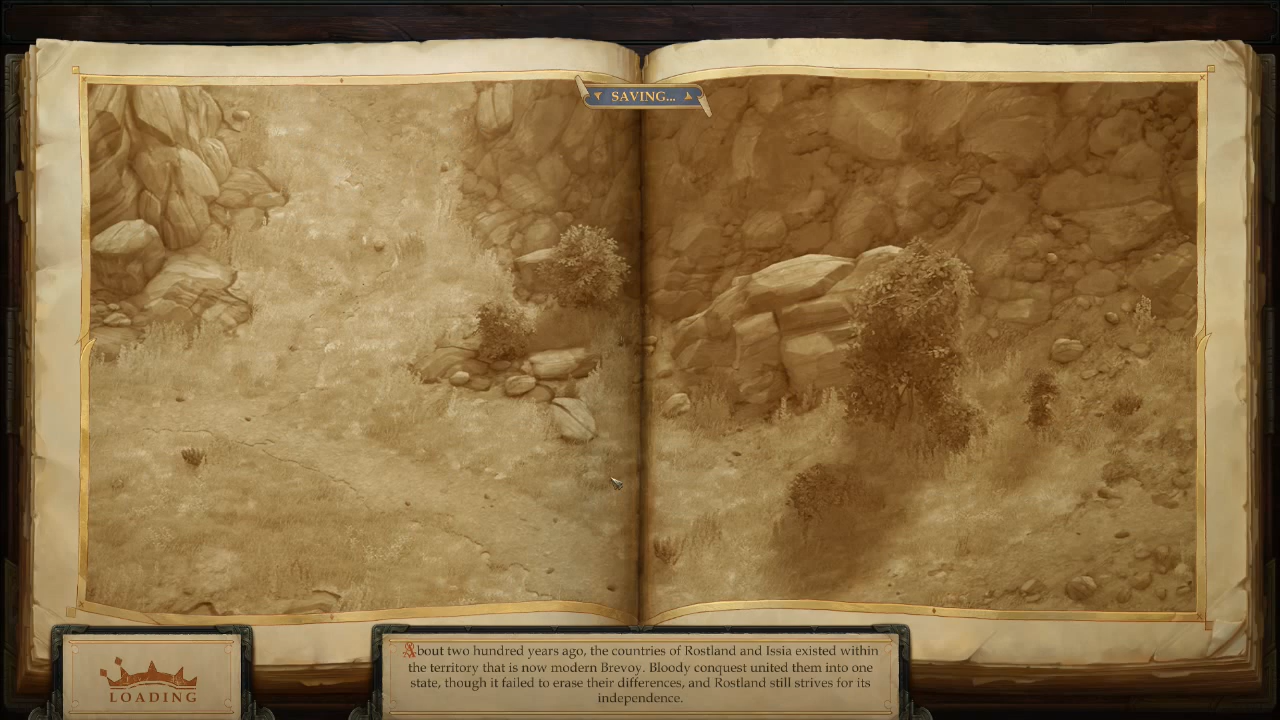 SAVING...
About two hundred years ago, the countries of Rostland and Issia existed within
the territory that is now modern Brevoy. Bloody conquest united them into one
state, though it failed to erase their differences, and Rostland still strives for its
independence.
LOADING